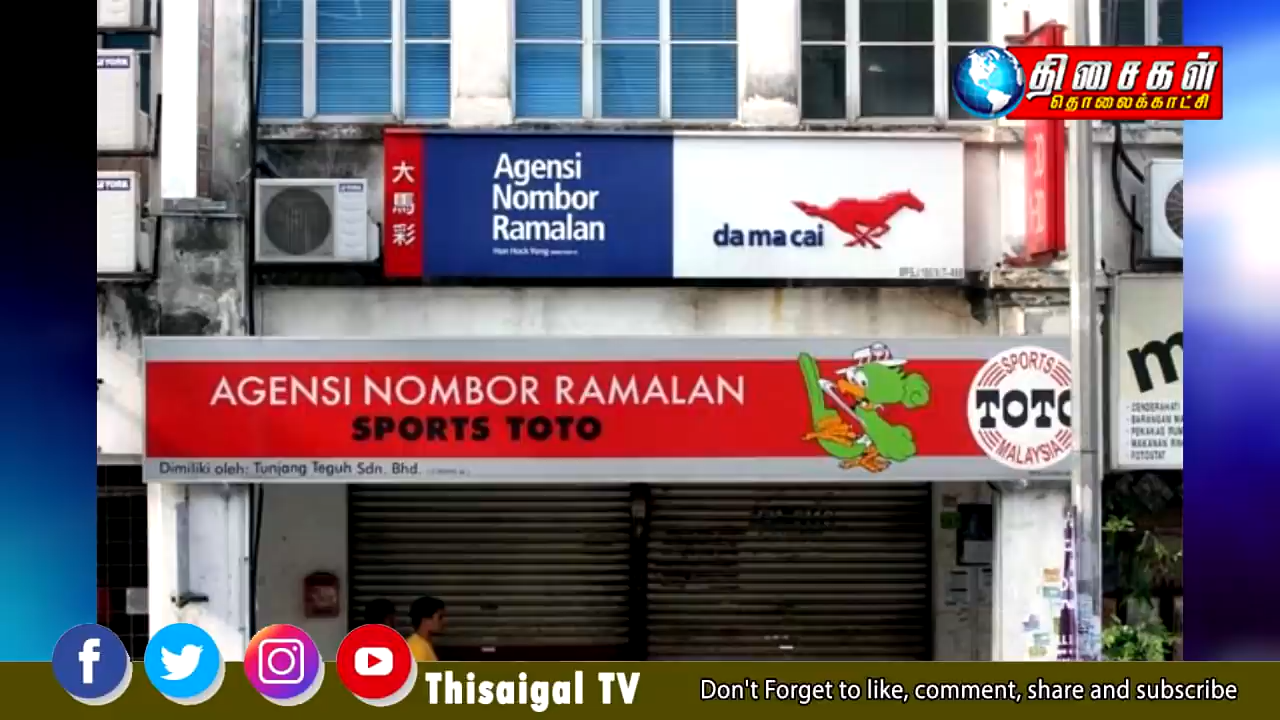 திசைகள்
தொலைக்காட்சி
大馬彩
Agensi
Nombor
Ramalan
Han Hock Yong
da ma cai
AGENSI NOMBOR RAMALAN
SPORTS TOTO
Dimiliki oleh: Tunjang Teguh Sdn. Bhd.
SPORTS
TOTO
MALAYSIA
m
Thisaigal TV
Don't Forget to like, comment, share and subscribe